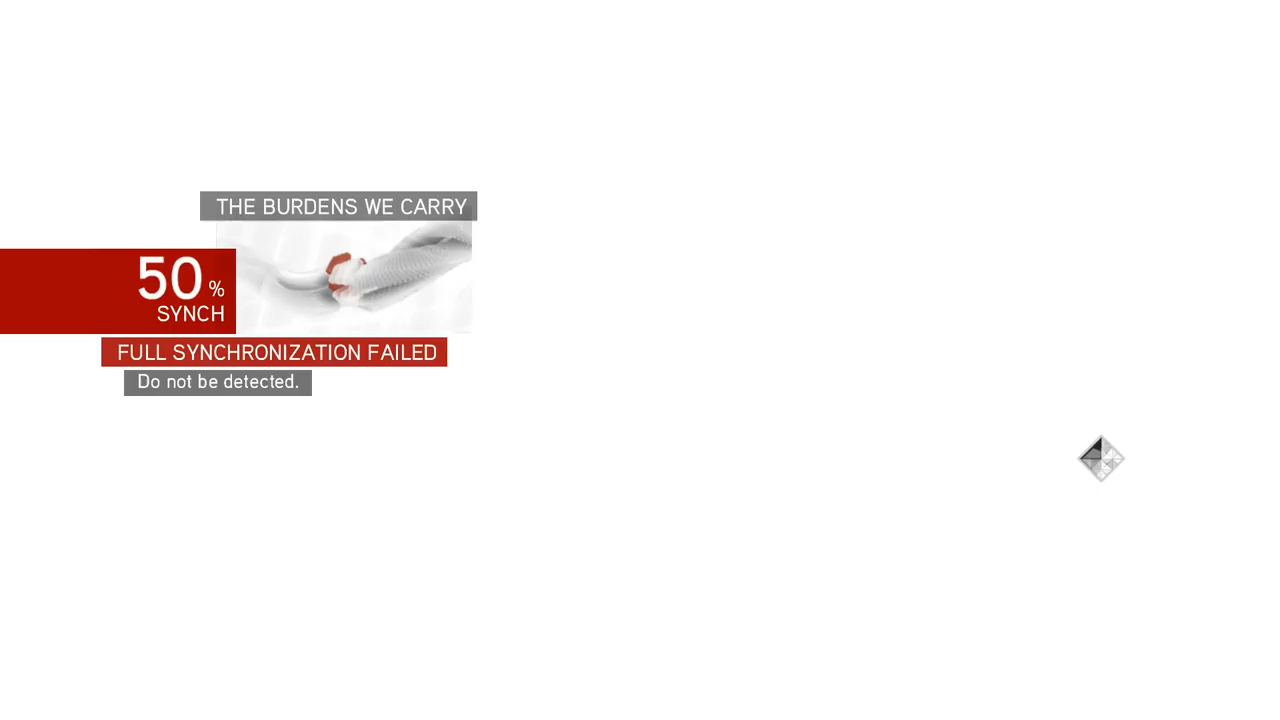 THE BURDENS WE CARRY
50 %
SYNCH
FULL SYNCHRONIZATION FAILED
Do not be detected.